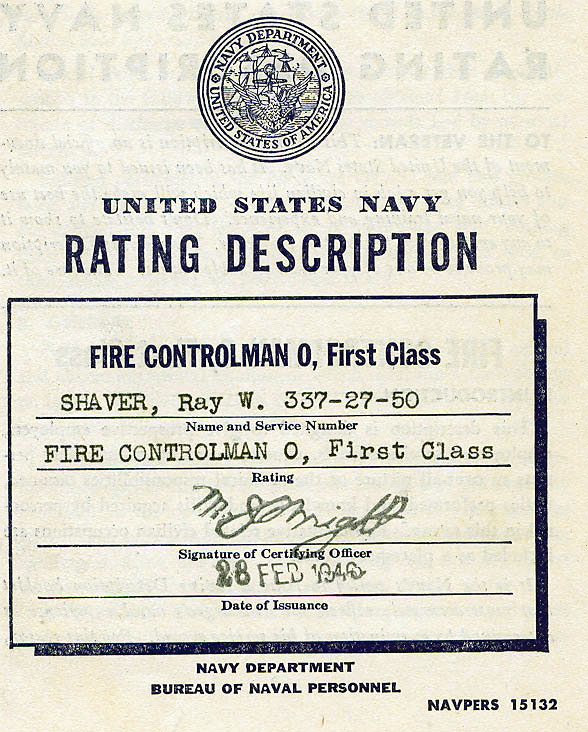 NAVY DEPARTMENT
UNITED STATES OF AMERICA
UNITED STATES NAVY
RATING DESCRIPTION
FIRE CONTROLMAN O, First Class
SHAVER, Ray W. 337-27-50
Name and Service Number
FIRE CONTROLMAN O, First Class
Rating
M. J. Wright
Signature of Certifying Officer
28 FEB 1946
Date of Issuance
NAVY DEPARTMENT
BUREAU OF NAVAL PERSONNEL
NAVPERS 15132